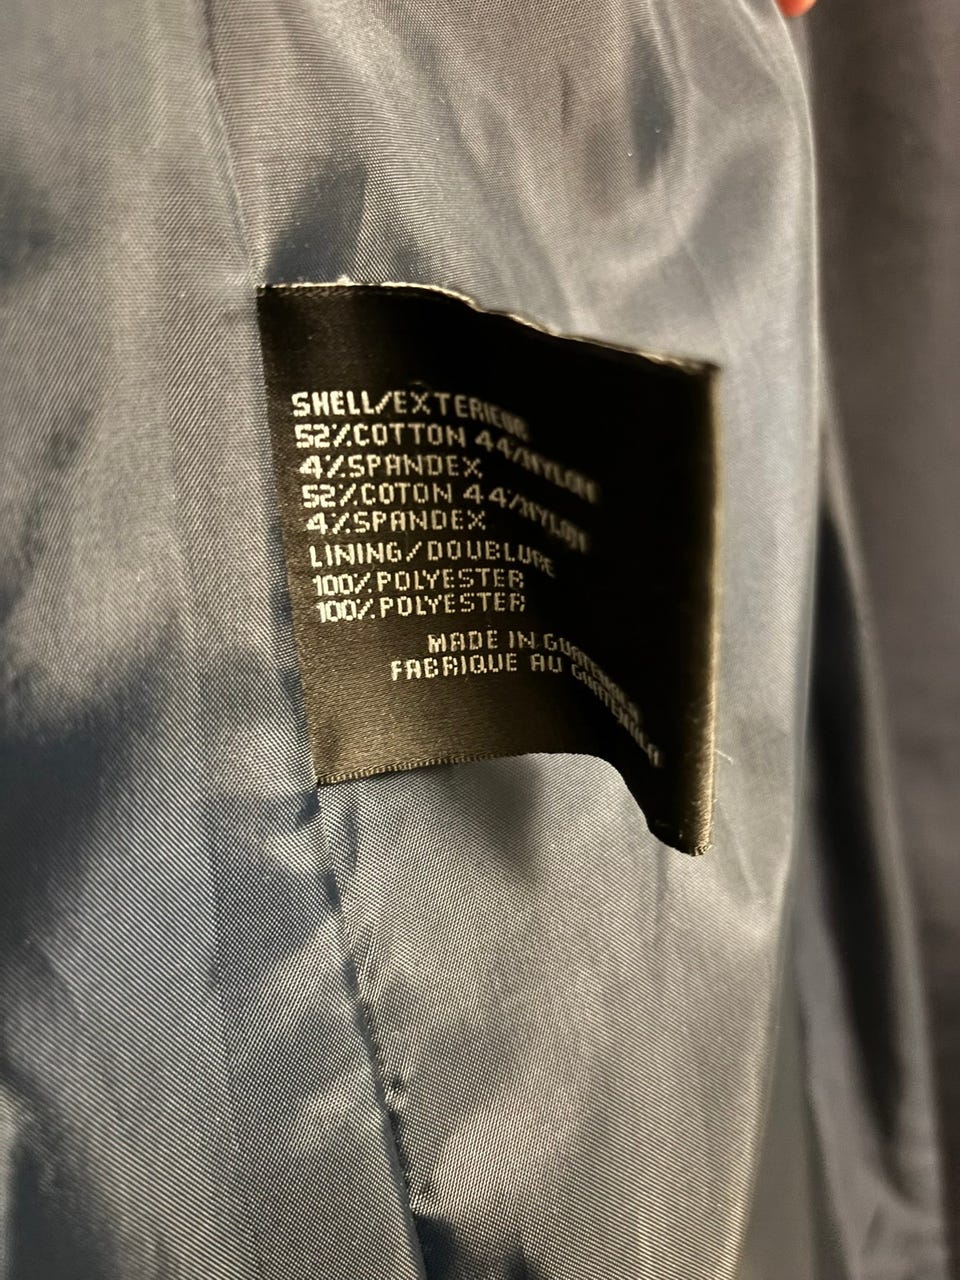 SHELL/EXTERIEUR
52%COTTON 44%NYLON
4%SPANDEX
52%COTON 44%NYLON
4%SPANDEX
LINING/DOUBLURE
100%POLYESTER
100%POLYESTER
MADE IN GUATEMALA
FABRIQUE AU GUATEMALA